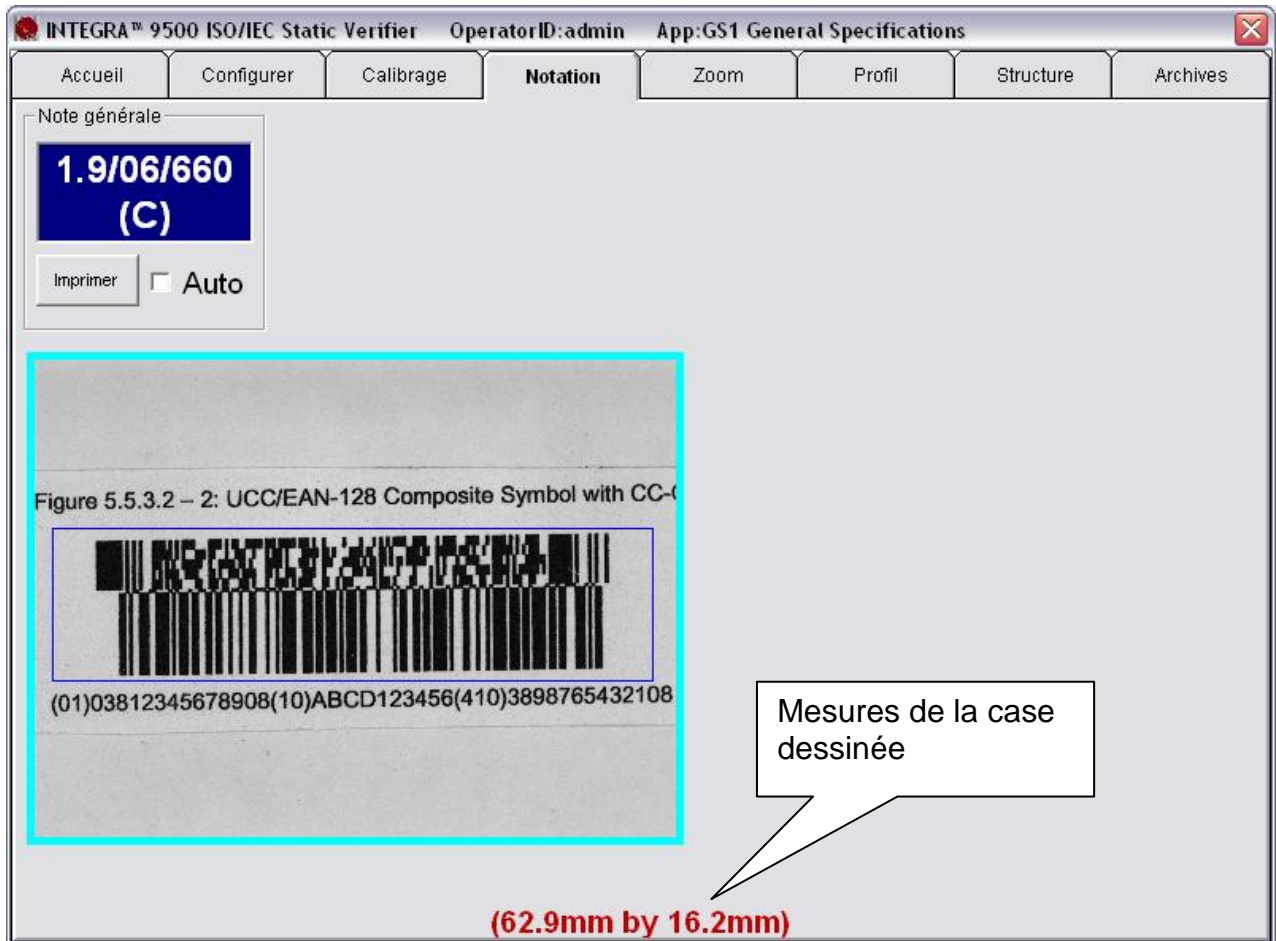 INTEGRA™ 9500 ISO/IEC Static Verifier OperatorID:admin App:GS1 General Specifications
Accueil Configurer Calibrage Notation Zoom Profil Structure Archives
Note générale
1.9/06/660
(C)
Imprimer Auto
Figure 5.5.3.2 – 2: UCC/EAN-128 Composite Symbol with CC-
(01)03812345678908(10)ABCD123456(410)3898765432108
Mesures de la case
dessinée
(62.9mm by 16.2mm)